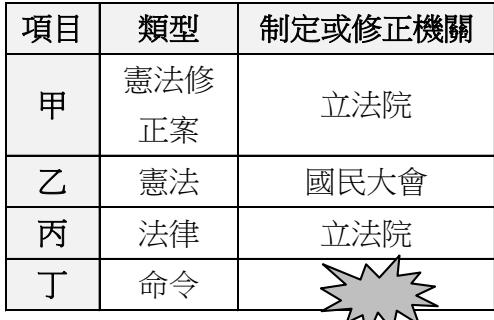 項目 類型 制定或修正機關
甲 憲法修正案 立法院
乙 憲法 國民大會
丙 法律 立法院
丁 命令